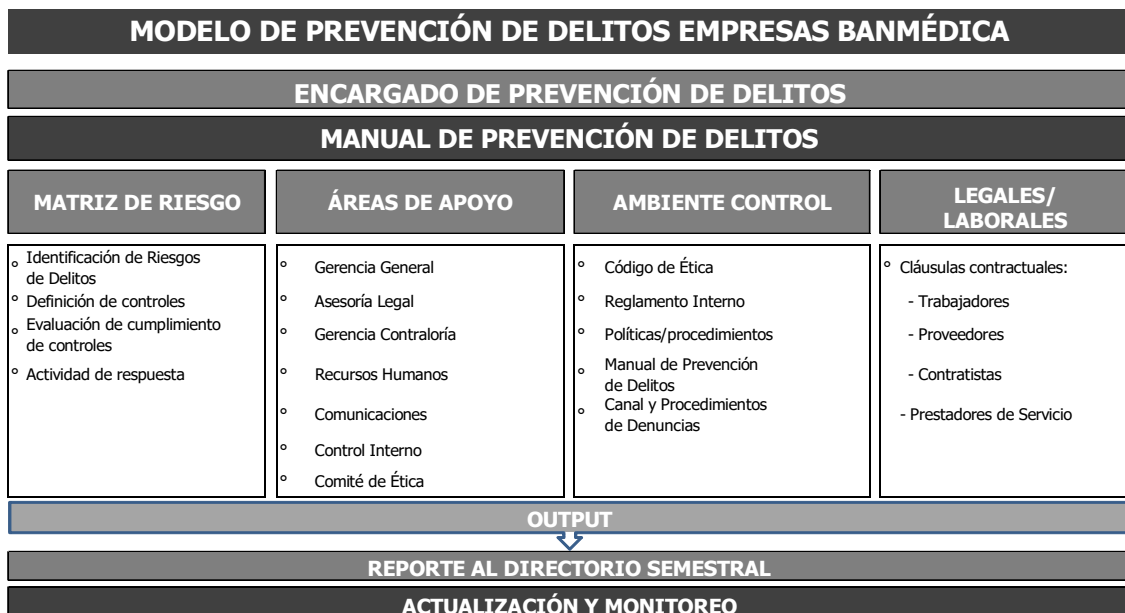 MODELO DE PREVENCIÓN DE DELITOS EMPRESAS BANMÉDICA
ENCARGADO DE PREVENCIÓN DE DELITOS
MANUAL DE PREVENCIÓN DE DELITOS
MATRIZ DE RIESGO
° Identificación de Riesgos
de Delitos
° Definición de controles
° Evaluación de cumplimiento
de controles
° Actividad de respuesta
ÁREAS DE APOYO
° Gerencia General
° Asesoría Legal
° Gerencia Contraloría
° Recursos Humanos
° Comunicaciones
° Control Interno
° Comité de Ética
AMBIENTE CONTROL
° Código de Ética
° Reglamento Interno
° Políticas/procedimientos
° Manual de Prevención
de Delitos
° Canal y Procedimientos
de Denuncias
LEGALES/
LABORALES
° Cláusulas contractuales:
- Trabajadores
- Proveedores
- Contratistas
- Prestadores de Servicio
OUTPUT
REPORTE AL DIRECTORIO SEMESTRAL
ACTUALIZACIÓN Y MONITOREO